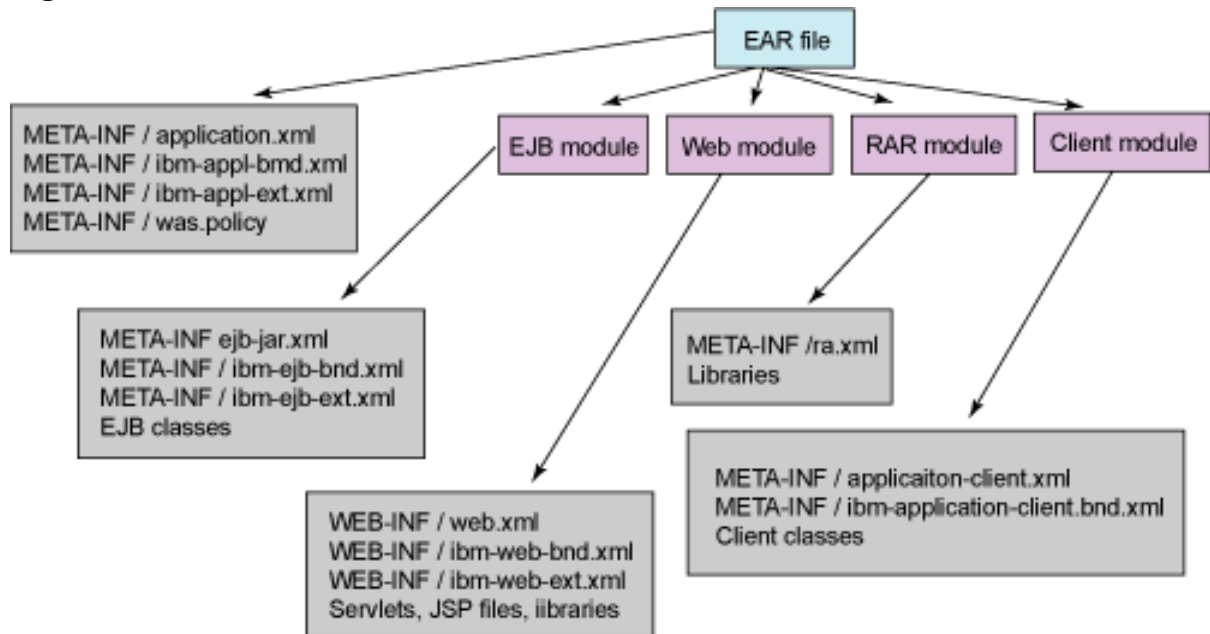 EAR file
META-INF / application.xml
META-INF / ibm-appl-bmd.xml
META-INF / ibm-appl-ext.xml
META-INF / was.policy
EJB module
Web module
RAR module
Client module
META-INF ejb-jar.xml
META-INF / ibm-ejb-bnd.xml
META-INF / ibm-ejb-ext.xml
EJB classes
META-INF /ra.xml
Libraries
WEB-INF / web.xml
WEB-INF / ibm-web-bnd.xml
WEB-INF / ibm-web-ext.xml
Servlets, JSP files, iibraries
META-INF / applicaiton-client.xml
META-INF / ibm-application-client.bnd.xml
Client classes